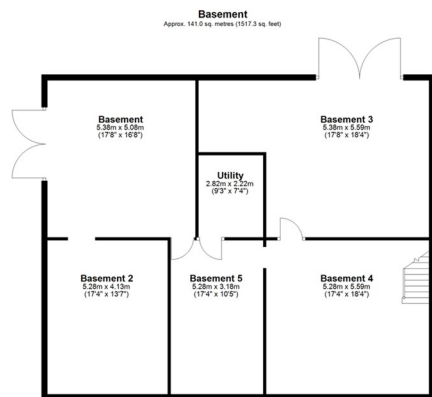 Basement
Approx. 141.0 sq. metres (1517.3 sq. feet)
Basement
5.38m x 5.08m
(17'8" x 16'8")
Basement 3
5.38m x 5.59m
(17'8" x 18'4")
Utility
2.82m x 2.22m
(9'3" x 7'4")
Basement 2
5.28m x 4.13m
(17'4" x 13'7")
Basement 5
5.28m x 3.18m
(17'4" x 10'5")
Basement 4
5.28m x 5.59m
(17'4" x 18'4")